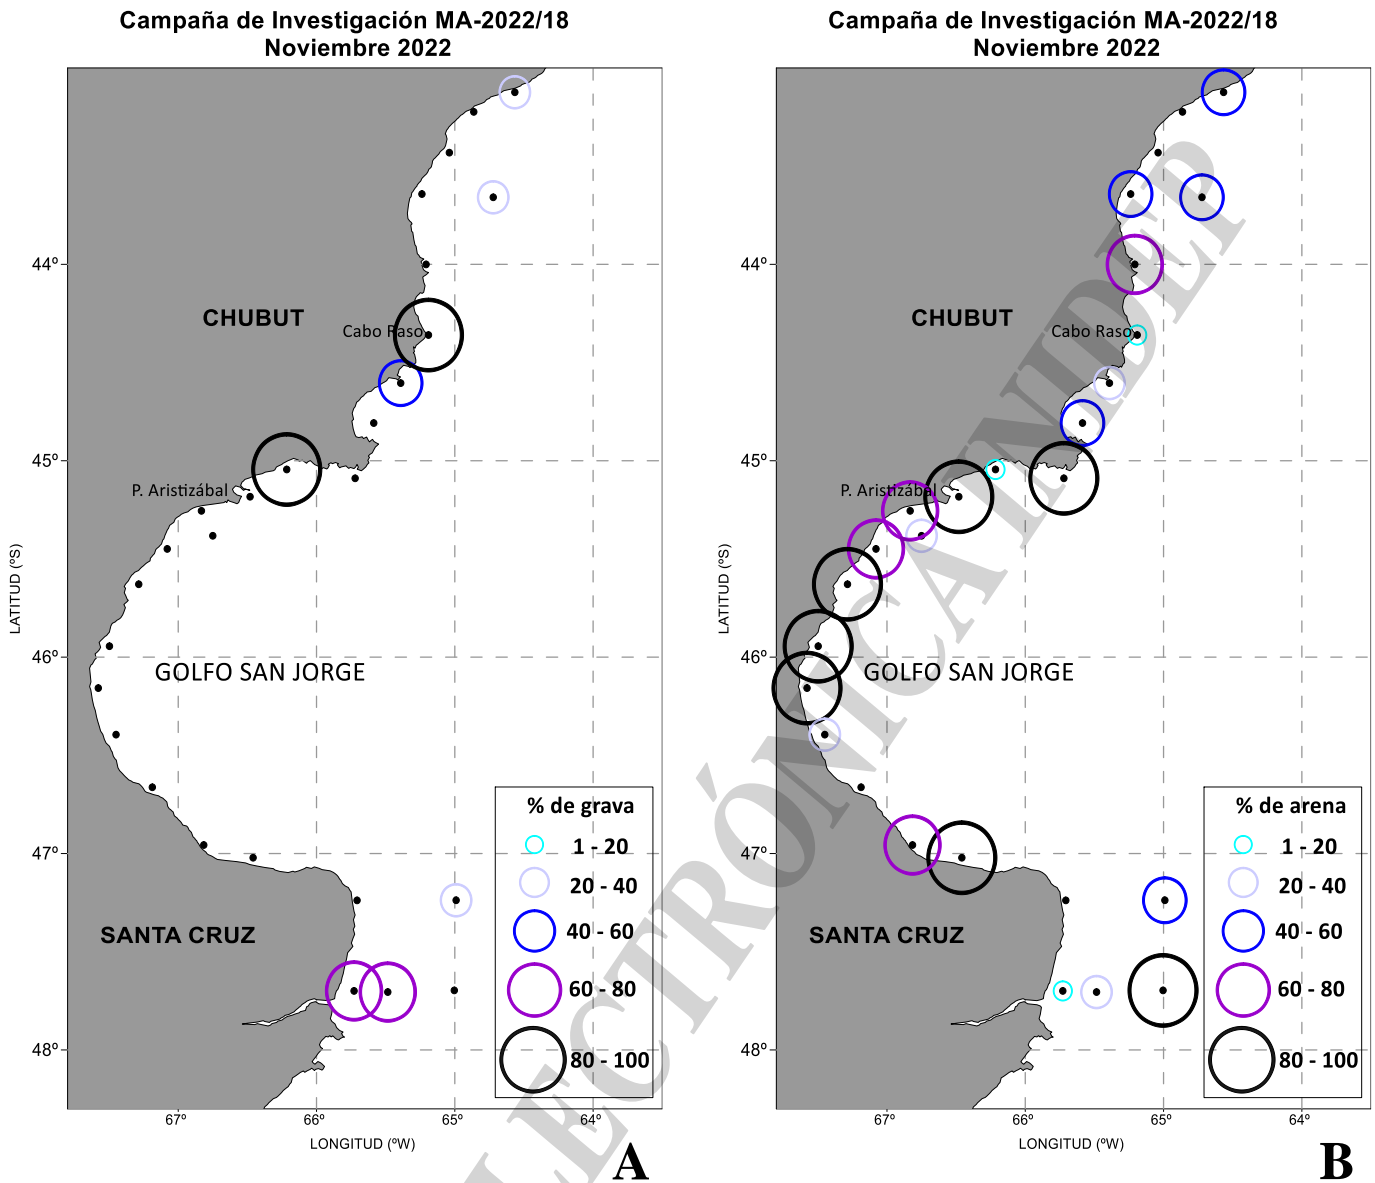 Campaña de Investigación MA-2022/18
Noviembre 2022
44º
45º
46º
47º
48º
LATITUD (ºS)
CHUBUT
Cabo Raso
P. Aristizábal
GOLFO SAN JORGE
SANTA CRUZ
% de grava
1 - 20
20 - 40
40 - 60
60 - 80
80 - 100
67º
66º
65º
64º
LONGITUD (ºW)
A
Campaña de Investigación MA-2022/18
Noviembre 2022
44º
45º
46º
47º
48º
LATITUD (ºS)
CHUBUT
Cabo Raso
P. Aristizábal
GOLFO SAN JORGE
SANTA CRUZ
% de arena
1 - 20
20 - 40
40 - 60
60 - 80
80 - 100
67º
66º
65º
64º
LONGITUD (ºW)
B
LECTRÓNICA INIDEP